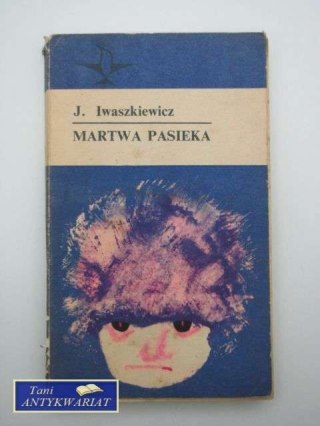 J. Iwaszkiewicz
MARTWA PASIEKA
Tani
ANTYKWARIAT